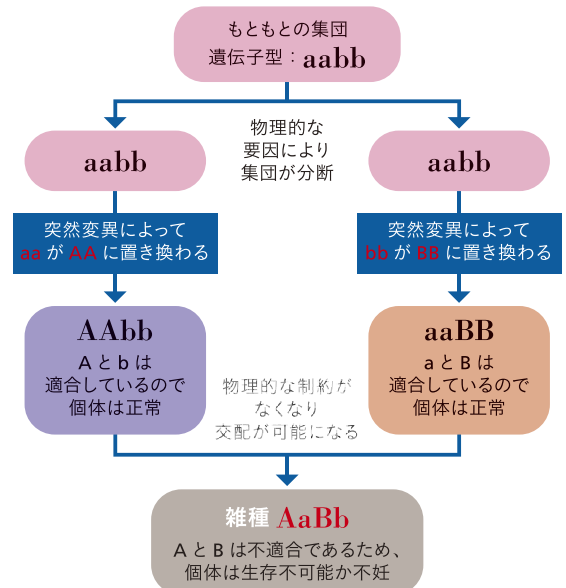 もともとの集団
遺伝子型：aabb
aabb
物理的な
要因により
集団が分断
aabb
突然変異によって
aa が AA に置き換わる
突然変異によって
bb が BB に置き換わる
AAbb
A と b は
適合しているので
個体は正常
物理的な制約が
なくなり
交配が可能になる
aaBB
a と B は
適合しているので
個体は正常
雑種 AaBb
A と B は不適合であるため、
個体は生存不可能か不妊